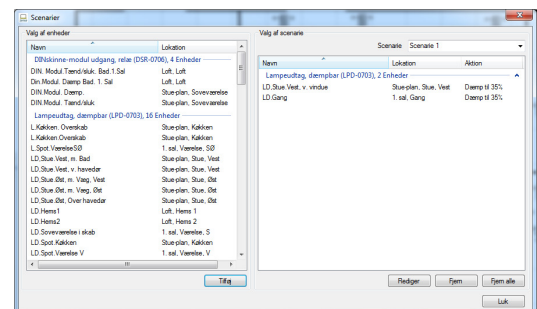 Scenarier
Valg af enheder
Navn Lokation
DINskinne-modul udgang, relæ (DSR-0706), 4 Enheder
DIN. Modul.Tænd/sluk. Bad.1.Sal Loft, Loft
Din.Modul. Dæmp Bad. 1. Sal Loft, Loft
DIN.Modul. Dæmp. Stue-plan, Soveværelse
DIN.Modul. Tænd/sluk Stue-plan, Soveværelse
Lampeudtag, dæmpbar (LPD-0703), 16 Enheder
L.Køkken. Overskab Stue-plan, Køkken
L.Køkken.Overskab Stue-plan, Køkken
L.Spot.VærelseSØ 1. sal, Værelse, SØ
LD,Stue.Vest, m. Bad Stue-plan, Stue, Vest
LD,Stue.Vest, v. havedør Stue-plan, Stue, Vest
LD,Stue.Øst, m. Væg, Vest Stue-plan, Stue, Øst
LD,Stue.Øst, m. Væg, Øst Stue-plan, Stue, Øst
LD,Stue.Øst, Over havedør Stue-plan, Stue, Øst
LD.Hems1 Loft, Hems 1
LD.Hems2 Loft, Hems 2
LD.Soveværelse i skab 1. sal, Værelse, S
LD.Spot.Køkken Stue-plan, Køkken
LD.Spot.Værelse V 1. sal, Værelse, V
Tilføj
Valg af scenarie
Scenarie Scenarie 1
Navn Lokation Aktion
Lampeudtag, dæmpbar (LPD-0703), 2 Enheder
LD,Stue.Vest, v. vindue Stue-plan, Stue, Vest Dæmp til 35%
LD.Gang 1. sal, Gang Dæmp til 35%
Rediger Fjern Fjern alle
Luk